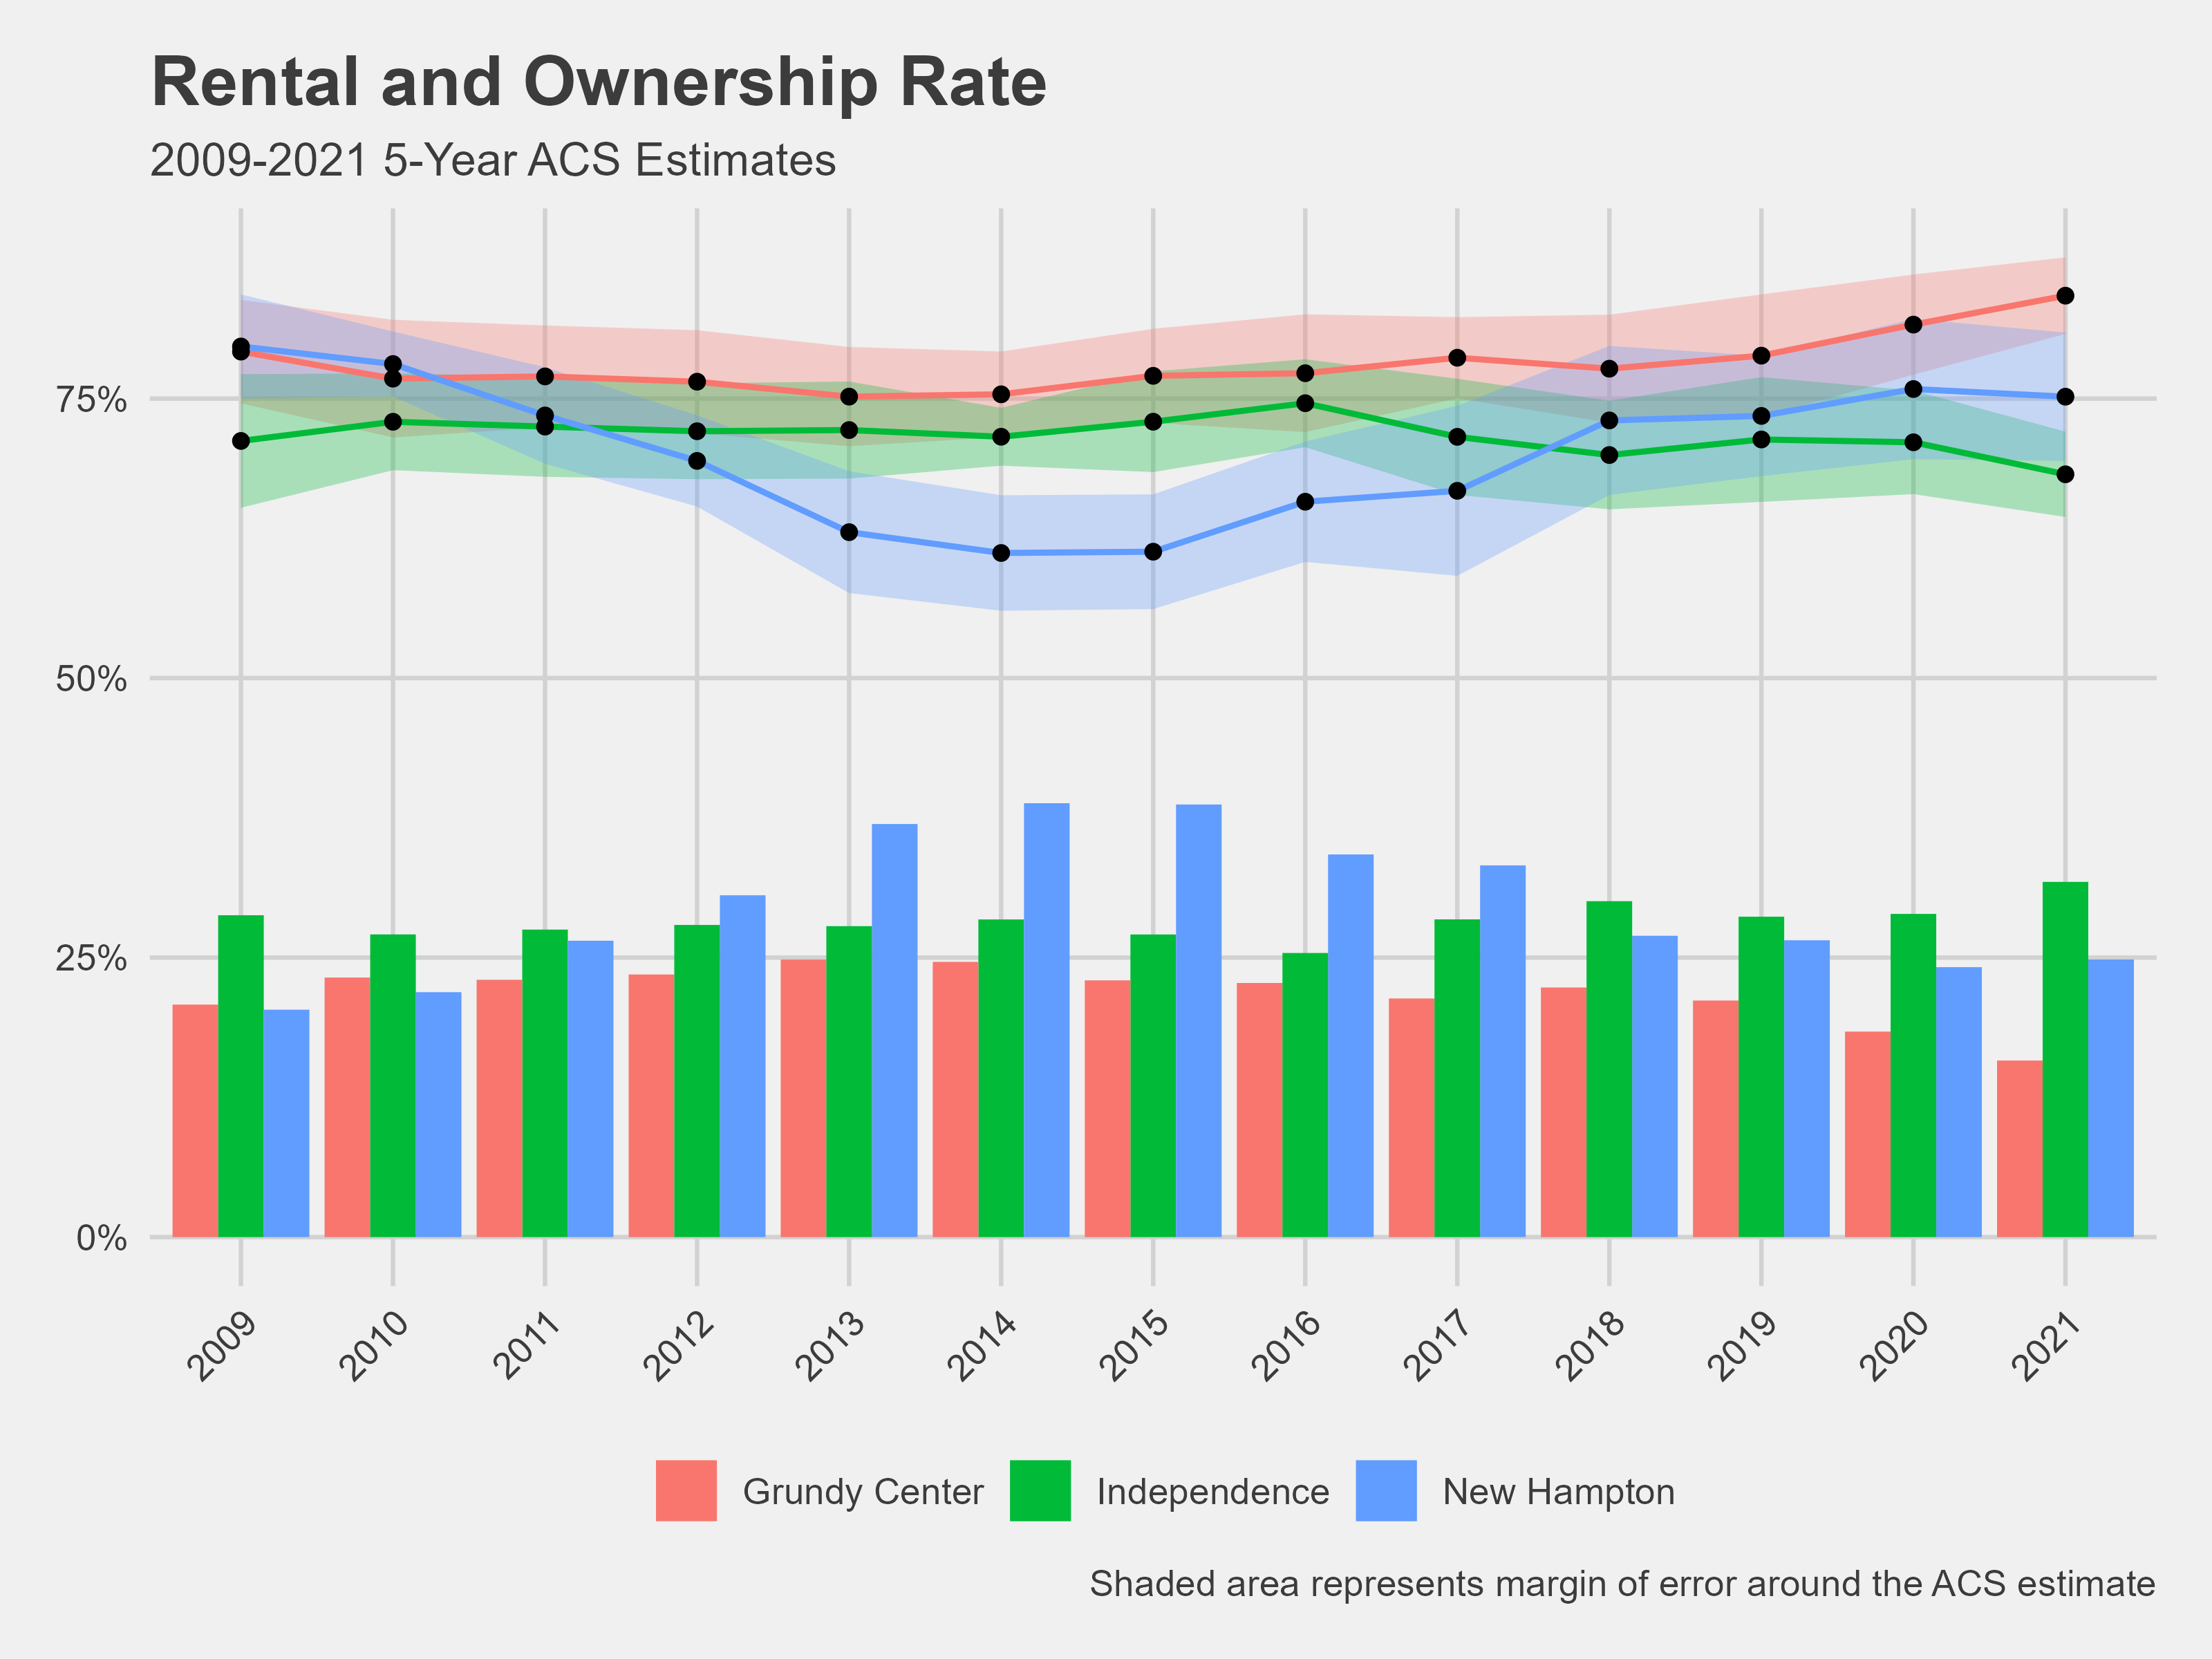 Rental and Ownership Rate
2009-2021 5-Year ACS Estimates
75%
50%
25%
0%
2009 2010 2011 2012 2013 2014 2015 2016 2017 2018 2019 2020 2021
Grundy Center Independence New Hampton
Shaded area represents margin of error around the ACS estimate